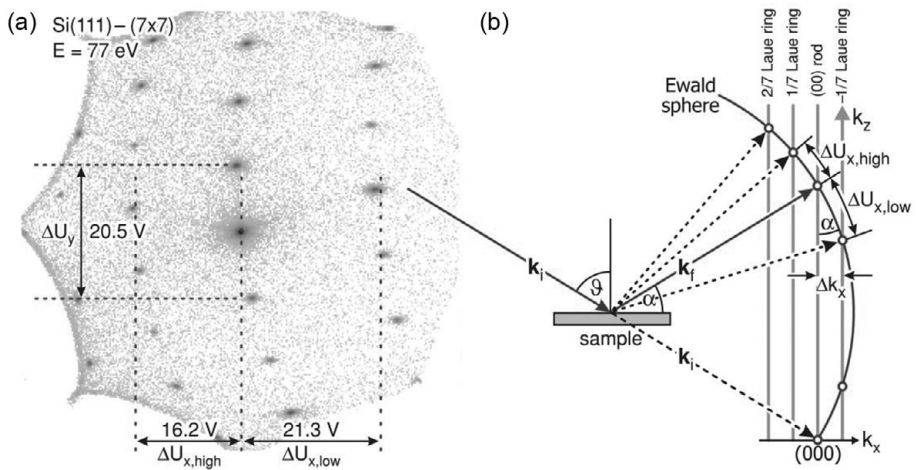 (a)
Si(111)–(7x7)
E = 77 eV
ΔU_y
20.5 V
16.2 V
21.3 V
ΔU_x,high
ΔU_x,low
(b)
2/7 Laue ring
1/7 Laue ring
(00) rod
–1/7 Laue ring
Ewald
sphere
k_z
ΔU_x,high
ΔU_x,low
α
k_i
ϑ
k_f
α
Δk_x
sample
k_i
(000)
k_x